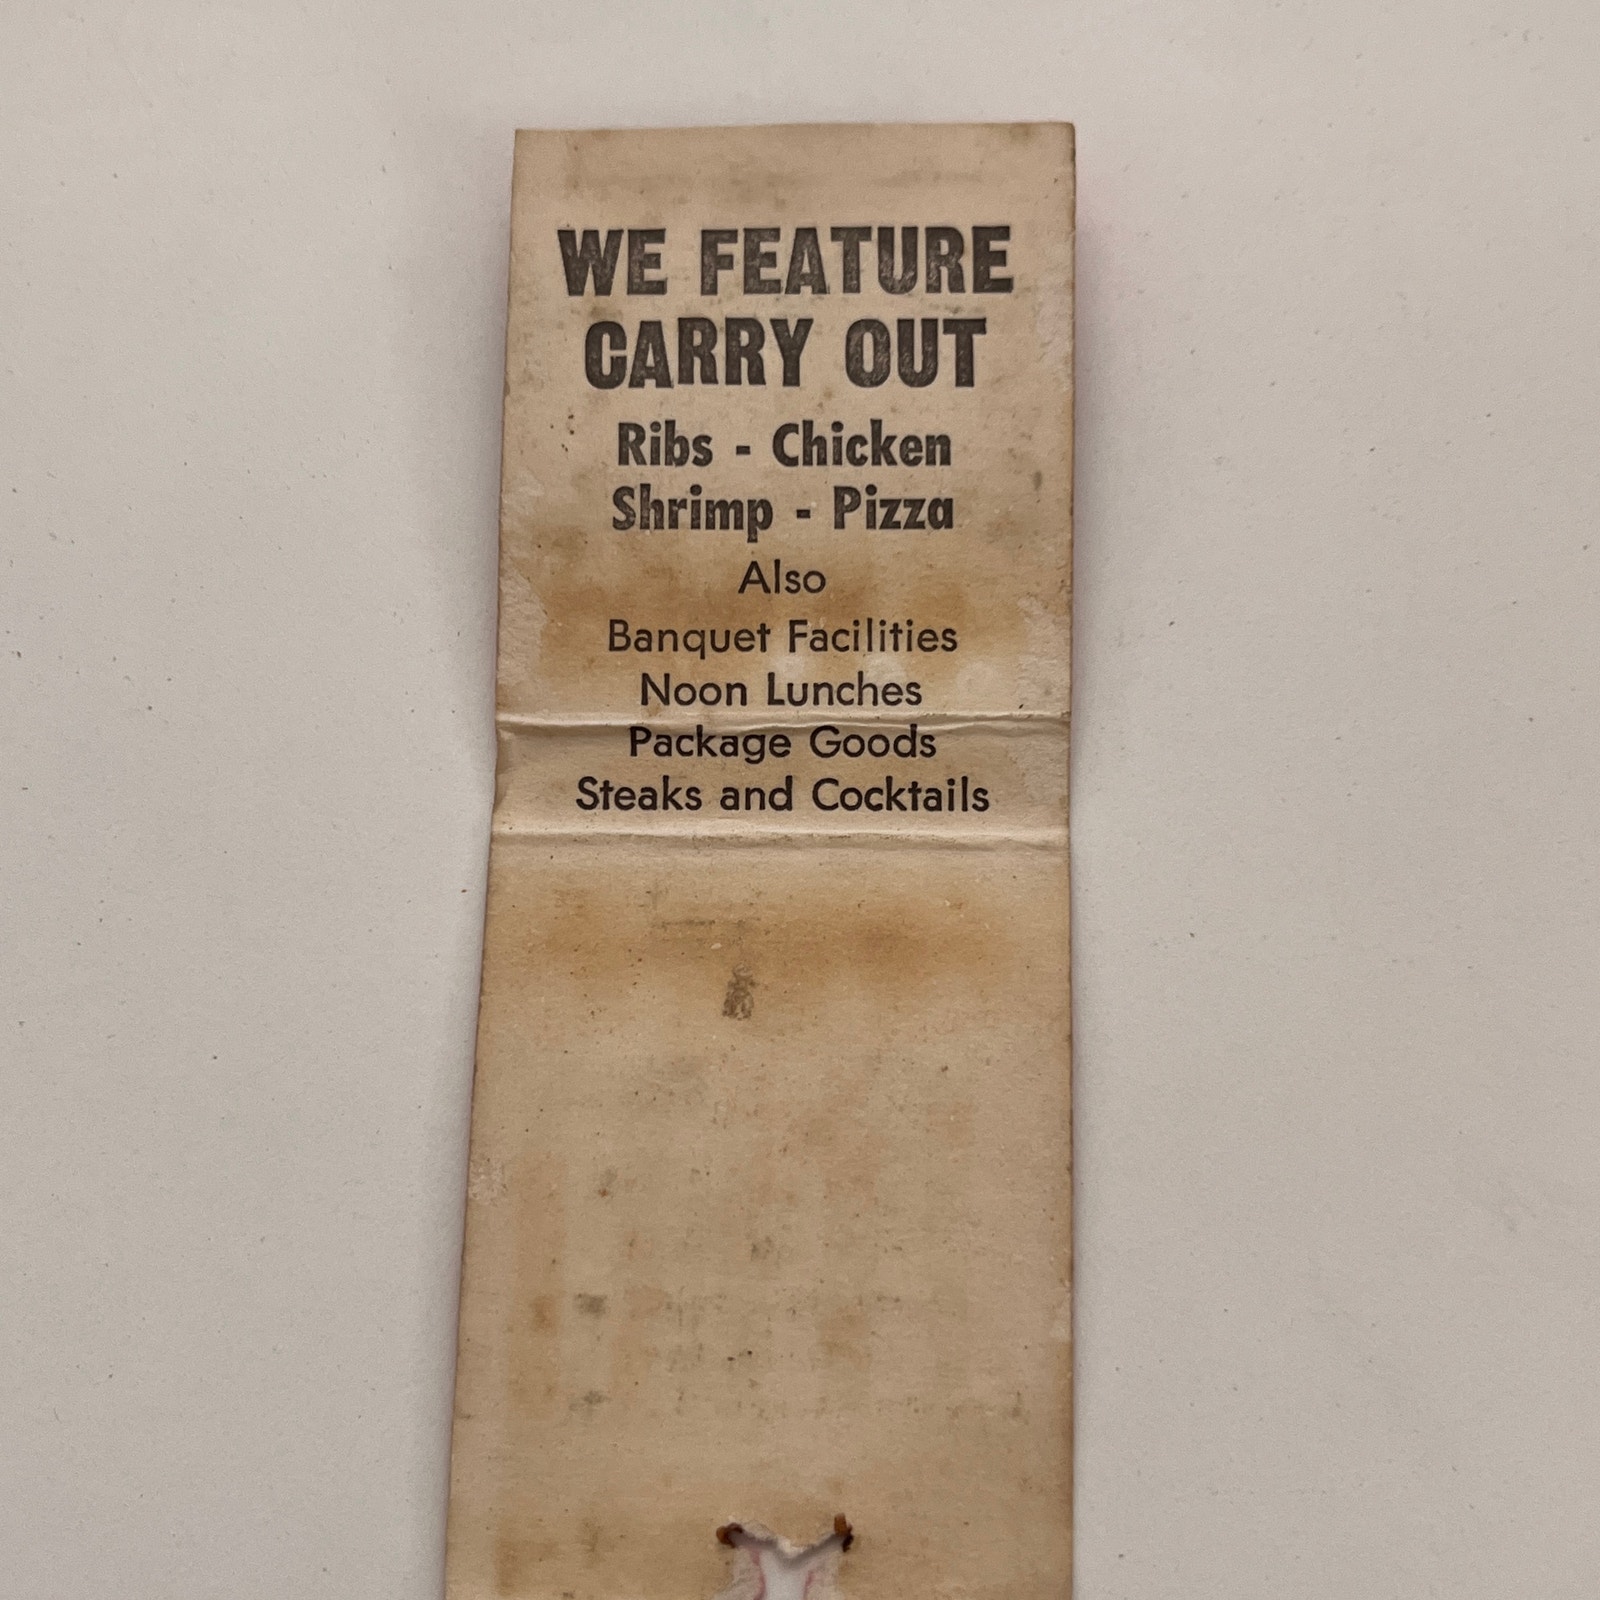 WE FEATURE
CARRY OUT
Ribs - Chicken
Shrimp - Pizza
Also
Banquet Facilities
Noon Lunches
Package Goods
Steaks and Cocktails